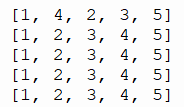 [1, 4, 2, 3, 5]
[1, 2, 3, 4, 5]
[1, 2, 3, 4, 5]
[1, 2, 3, 4, 5]
[1, 2, 3, 4, 5]